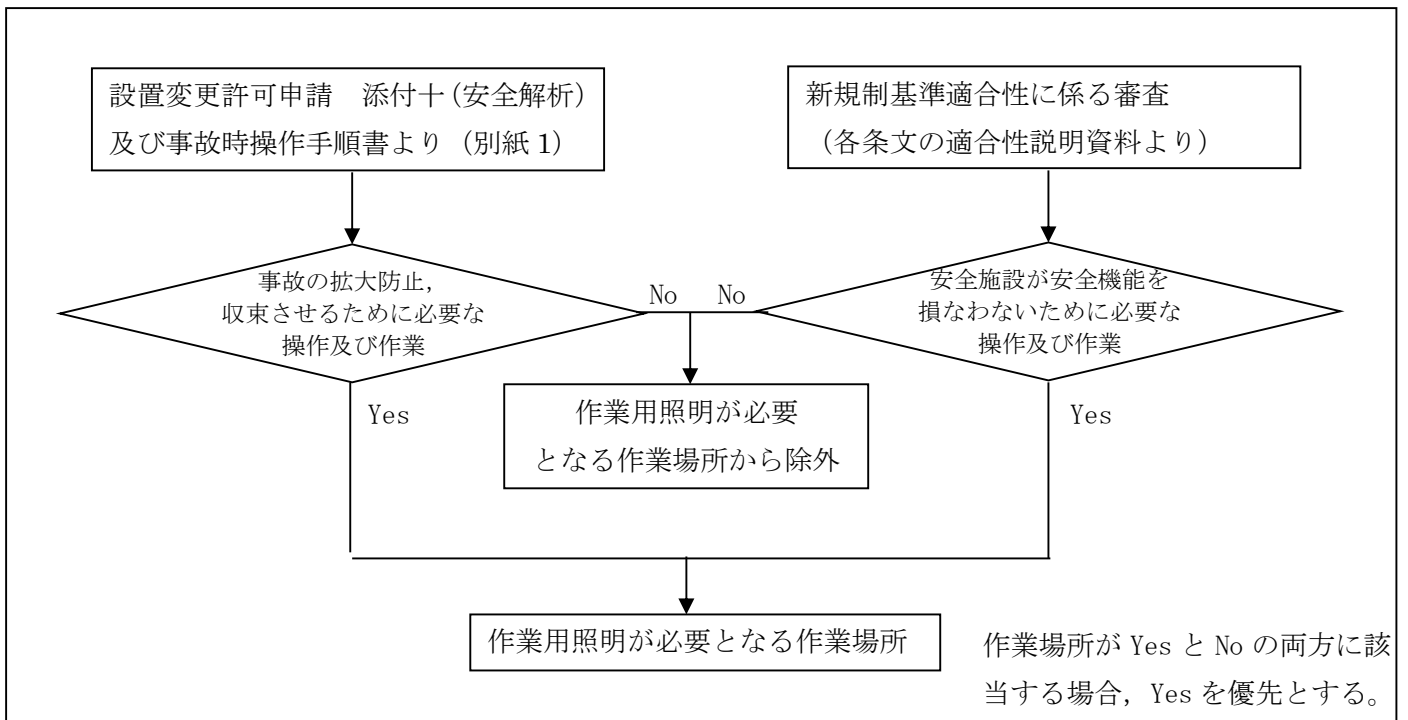 設置変更許可申請　添付十(安全解析)
及び事故時操作手順書より（別紙 1）
新規制基準適合性に係る審査
（各条文の適合性説明資料より）
事故の拡大防止,
収束させるために必要な
操作及び作業
No
No
安全施設が安全機能を
損なわないために必要な
操作及び作業
Yes
作業用照明が必要
となる作業場所から除外
Yes
作業用照明が必要となる作業場所
作業場所が Yes と No の両方に該
当する場合, Yes を優先とする。